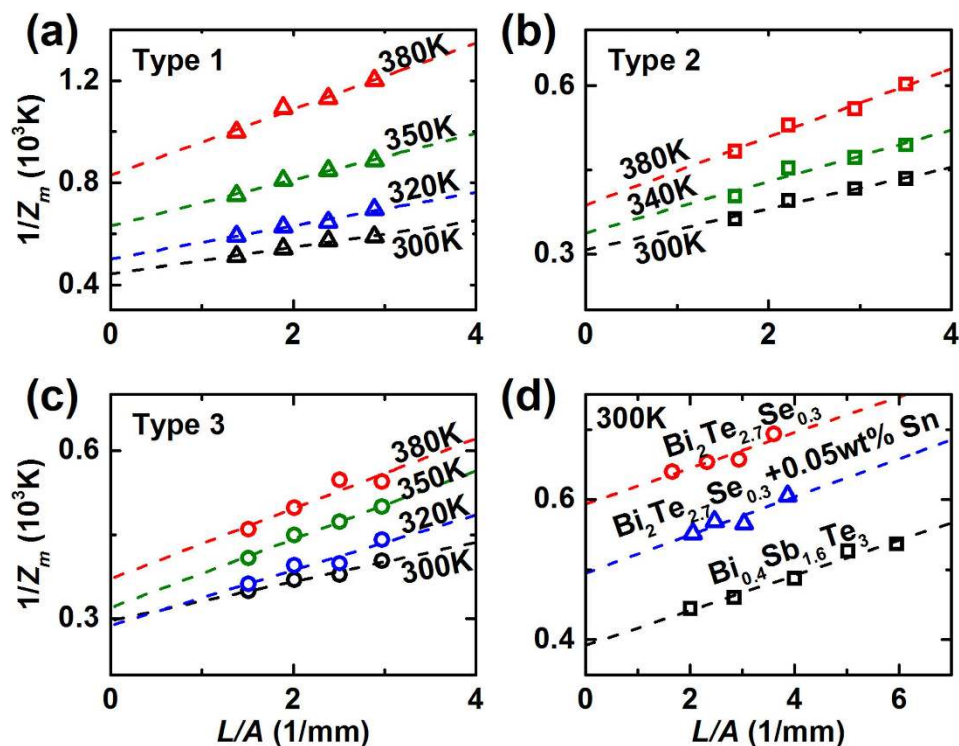 (a)
Type 1
380K
350K
320K
300K
1/Zₘ (10³K)
1.2
0.8
0.4
0
2
4
(b)
Type 2
380K
340K
300K
0.6
0.3
0
2
4
(c)
Type 3
380K
350K
320K
300K
1/Zₘ (10³K)
0.6
0.3
0
2
4
L/A (1/mm)
(d)
300K
Bi₂Te₂.₇Se₀.₃
Bi₂Te₂.₇Se₀.₃+0.05wt% Sn
Bi₀.₄Sb₁.₆Te₃
0.6
0.4
0
2
4
6
L/A (1/mm)